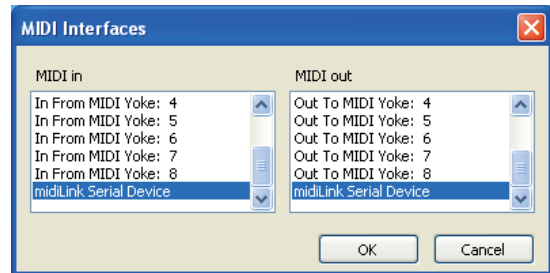 MIDI Interfaces
MIDI in
In From MIDI Yoke: 4
In From MIDI Yoke: 5
In From MIDI Yoke: 6
In From MIDI Yoke: 7
In From MIDI Yoke: 8
midiLink Serial Device
MIDI out
Out To MIDI Yoke: 4
Out To MIDI Yoke: 5
Out To MIDI Yoke: 6
Out To MIDI Yoke: 7
Out To MIDI Yoke: 8
midiLink Serial Device
OK
Cancel